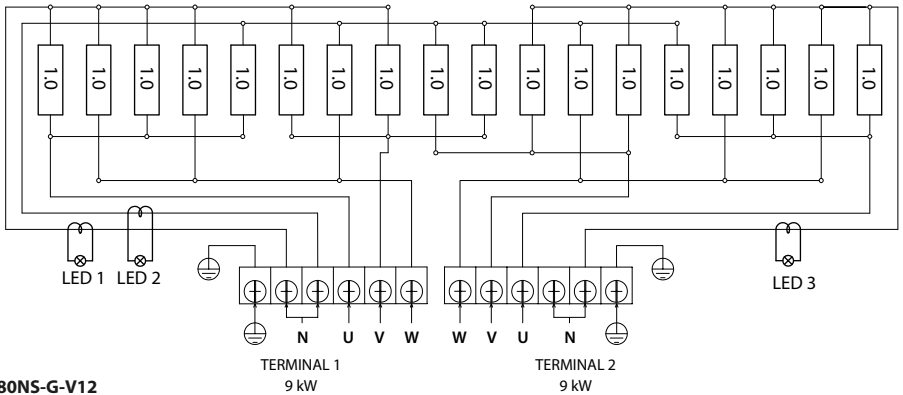 1.0 1.0 1.0 1.0 1.0 1.0 1.0 1.0 1.0 1.0 1.0 1.0 1.0 1.0 1.0 1.0 1.0 1.0
LED 1 LED 2 LED 3
N U V W W V U N
TERMINAL 1 TERMINAL 2
9 kW 9 kW
80NS-G-V12